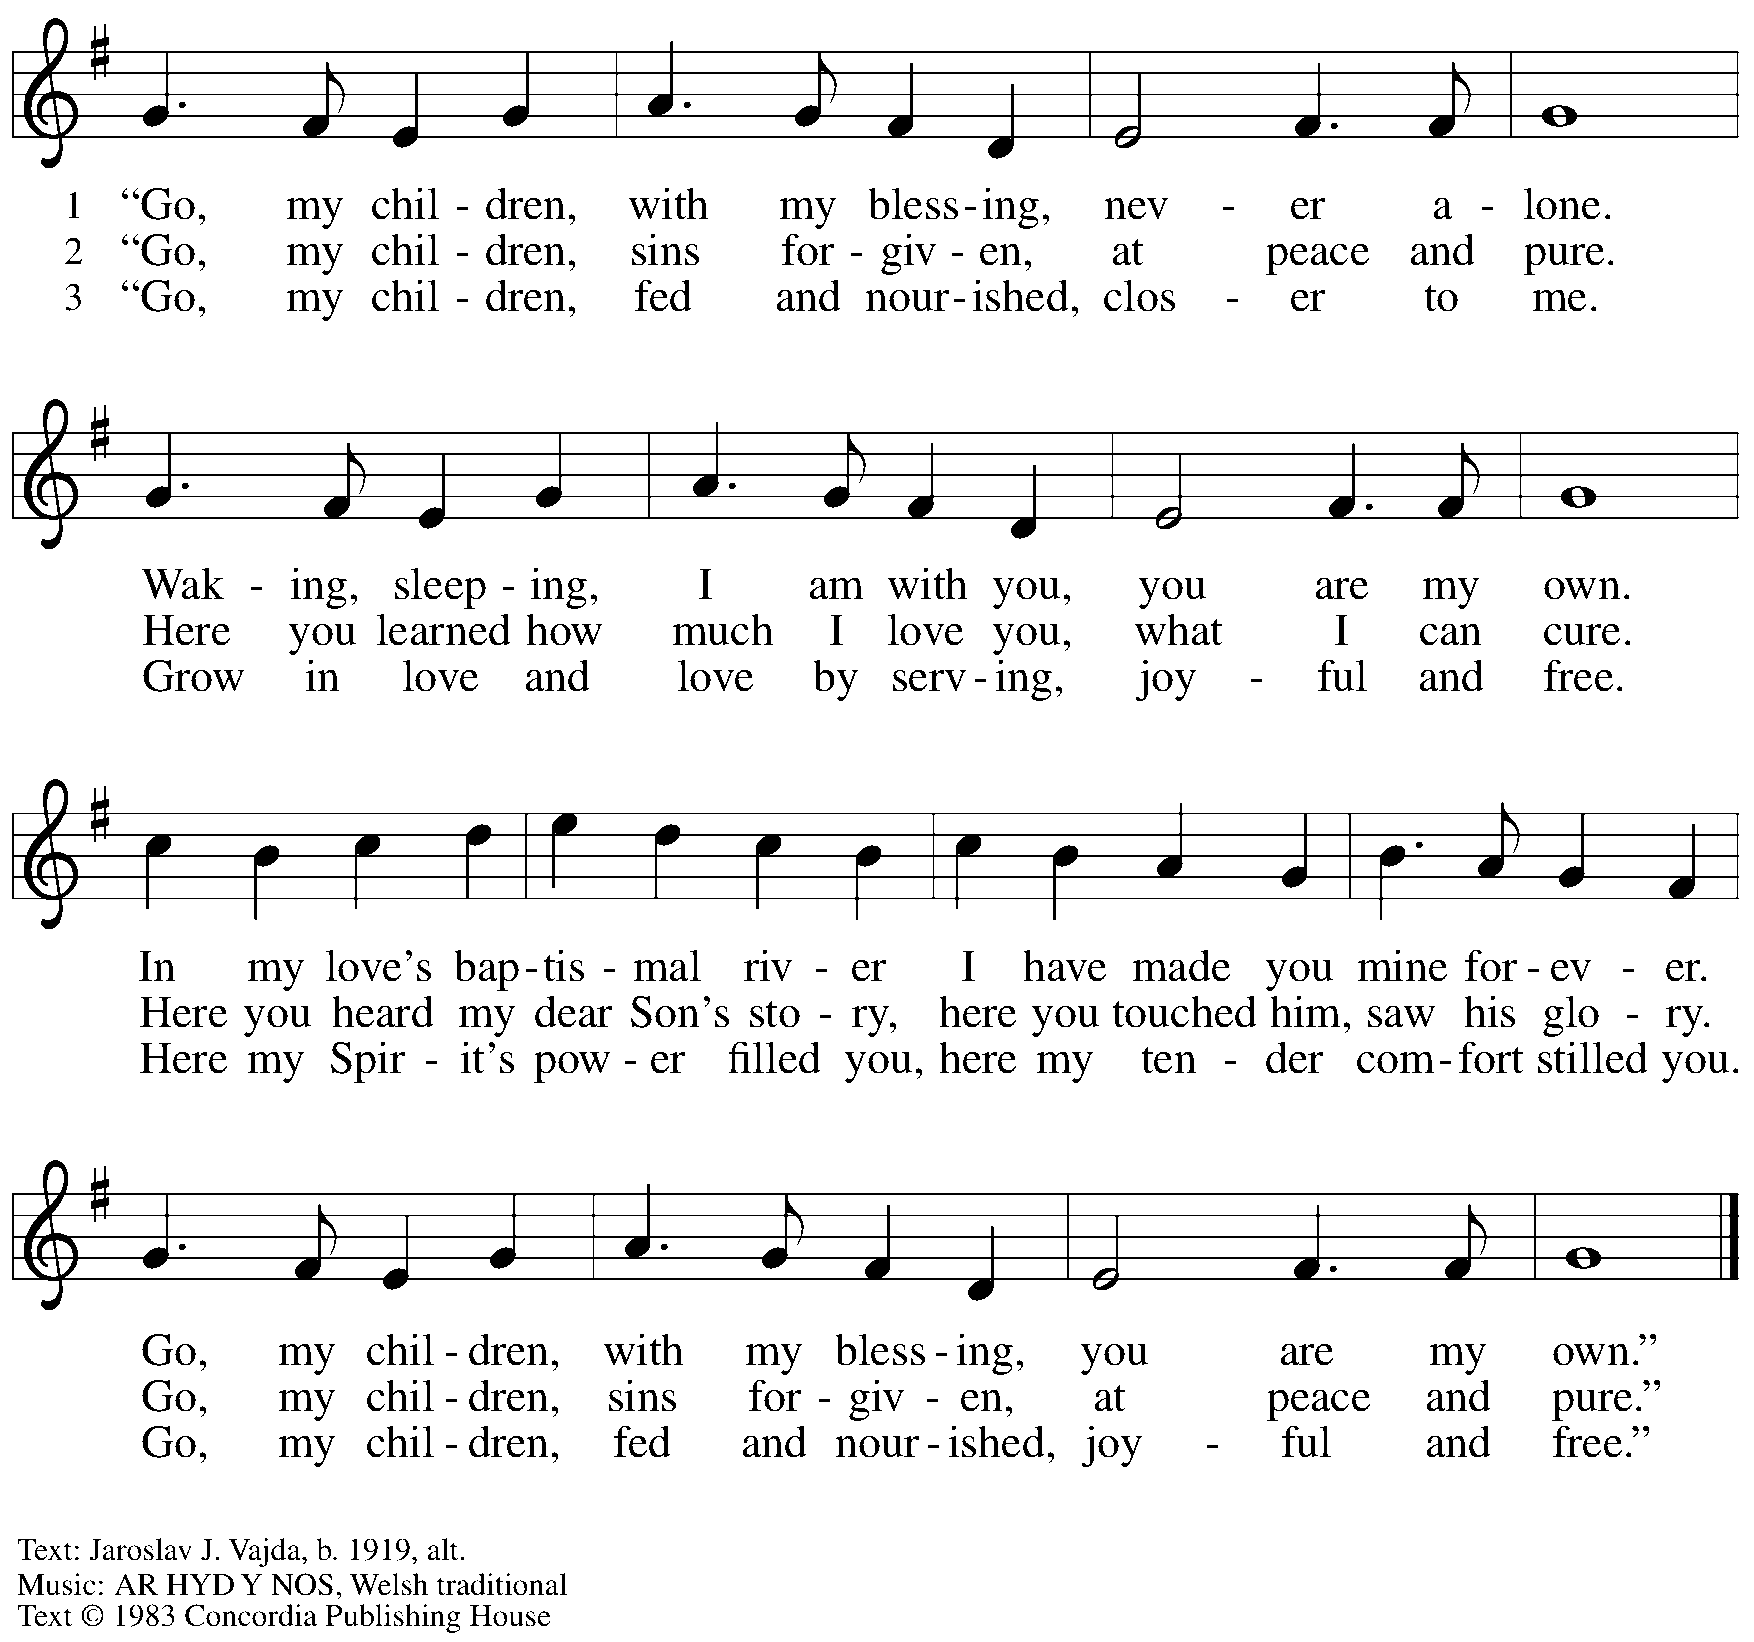 1 “Go, my chil - dren, with my bless - ing, nev - er a - lone.
2 “Go, my chil - dren, sins for - giv - en, at peace and pure.
3 “Go, my chil - dren, fed and nour - ished, clos - er to me.
Wak - ing, sleep - ing, I am with you, you are my own.
Here you learned how much I love you, what I can cure.
Grow in love and love by serv - ing, joy - ful and free.
In my love’s bap - tis - mal riv - er I have made you mine for - ev - er.
Here you heard my dear Son’s sto - ry, here you touched him, saw his glo - ry.
Here my Spir - it’s pow - er filled you, here my ten - der com - fort stilled you.
Go, my chil - dren, with my bless - ing, you are my own.”
Go, my chil - dren, sins for - giv - en, at peace and pure.”
Go, my chil - dren, fed and nour - ished, joy - ful and free.”
Text: Jaroslav J. Vajda, b. 1919, alt.
Music: AR HYD Y NOS, Welsh traditional
Text © 1983 Concordia Publishing House